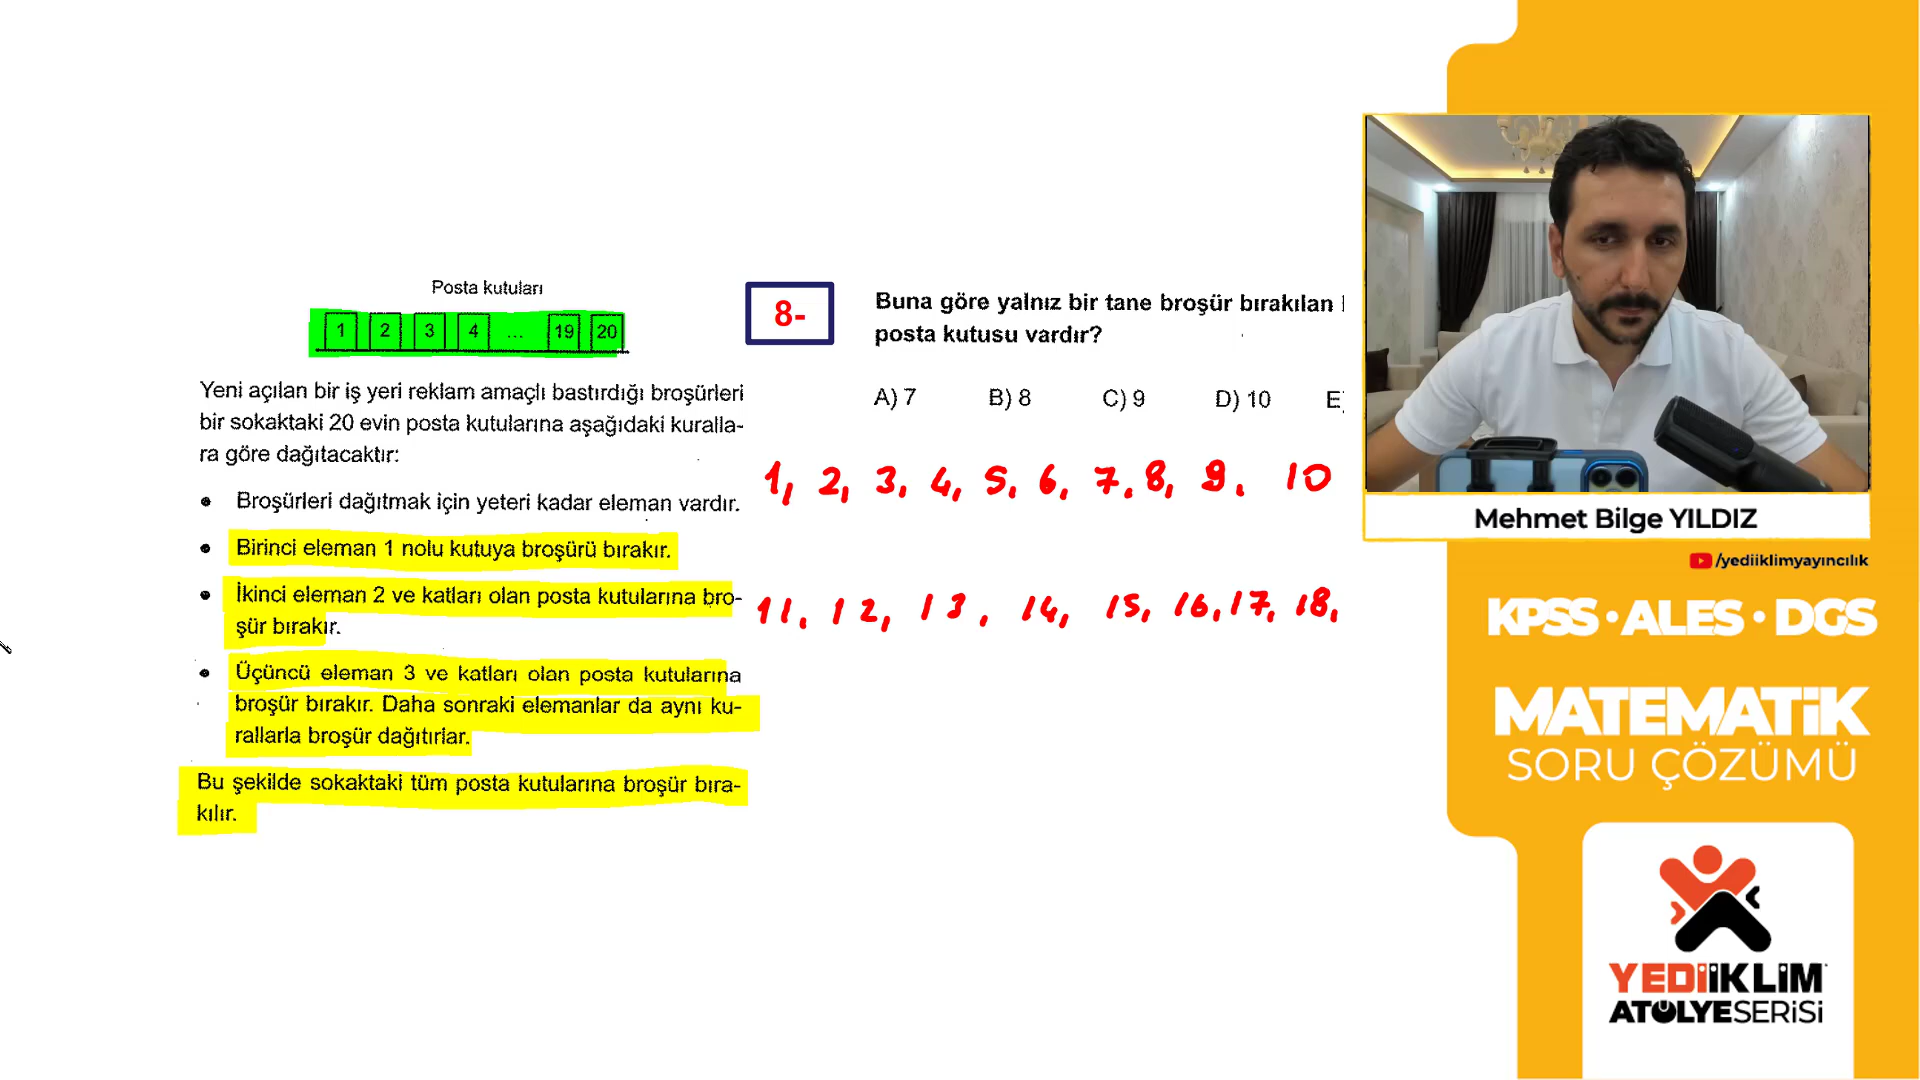 Posta kutuları
1 2 3 4 ... 19 20
Yeni açılan bir iş yeri reklam amaçlı bastırdığı broşürleri
bir sokaktaki 20 evin posta kutularına aşağıdaki kuralla-
ra göre dağıtacaktır:
• Broşürleri dağıtmak için yeteri kadar eleman vardır.
• Birinci eleman 1 nolu kutuya broşürü bırakır.
• İkinci eleman 2 ve katları olan posta kutularına bro-
şür bırakır.
• Üçüncü eleman 3 ve katları olan posta kutularına
broşür bırakır. Daha sonraki elemanlar da aynı ku-
rallarla broşür dağıtırlar.
Bu şekilde sokaktaki tüm posta kutularına broşür bıra-
kılır.
8-
Buna göre yalnız bir tane broşür bırakılan
posta kutusu vardır?
A) 7 B) 8 C) 9 D) 10 E)
1, 2, 3, 4, 5, 6, 7, 8, 9, 10
11, 12, 13, 14, 15, 16, 17, 18,
Mehmet Bilge YILDIZ
/yediiklimyayıncılık
KPSS • ALES • DGS
MATEMATİK
SORU ÇÖZÜMÜ
YEDİİKLİM
ATÖLYESERİSİ